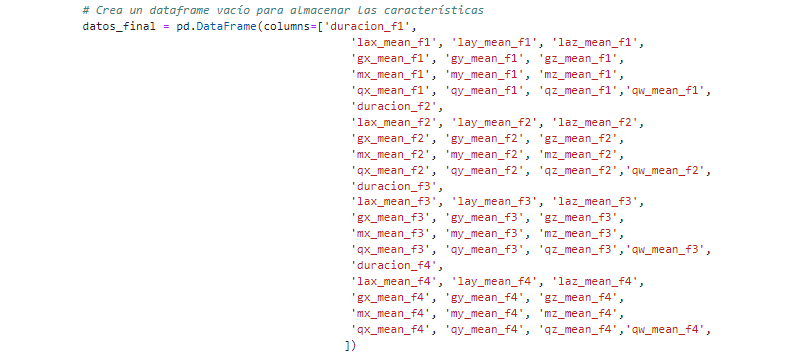 # Crea un dataframe vacío para almacenar las características
datos_final = pd.DataFrame(columns=['duracion_f1',
'lax_mean_f1', 'lay_mean_f1', 'laz_mean_f1',
'gx_mean_f1', 'gy_mean_f1', 'gz_mean_f1',
'mx_mean_f1', 'my_mean_f1', 'mz_mean_f1',
'qx_mean_f1', 'qy_mean_f1', 'qz_mean_f1','qw_mean_f1',
'duracion_f2',
'lax_mean_f2', 'lay_mean_f2', 'laz_mean_f2',
'gx_mean_f2', 'gy_mean_f2', 'gz_mean_f2',
'mx_mean_f2', 'my_mean_f2', 'mz_mean_f2',
'qx_mean_f2', 'qy_mean_f2', 'qz_mean_f2','qw_mean_f2',
'duracion_f3',
'lax_mean_f3', 'lay_mean_f3', 'laz_mean_f3',
'gx_mean_f3', 'gy_mean_f3', 'gz_mean_f3',
'mx_mean_f3', 'my_mean_f3', 'mz_mean_f3',
'qx_mean_f3', 'qy_mean_f3', 'qz_mean_f3','qw_mean_f3',
'duracion_f4',
'lax_mean_f4', 'lay_mean_f4', 'laz_mean_f4',
'gx_mean_f4', 'gy_mean_f4', 'gz_mean_f4',
'mx_mean_f4', 'my_mean_f4', 'mz_mean_f4',
'qx_mean_f4', 'qy_mean_f4', 'qz_mean_f4','qw_mean_f4',
])